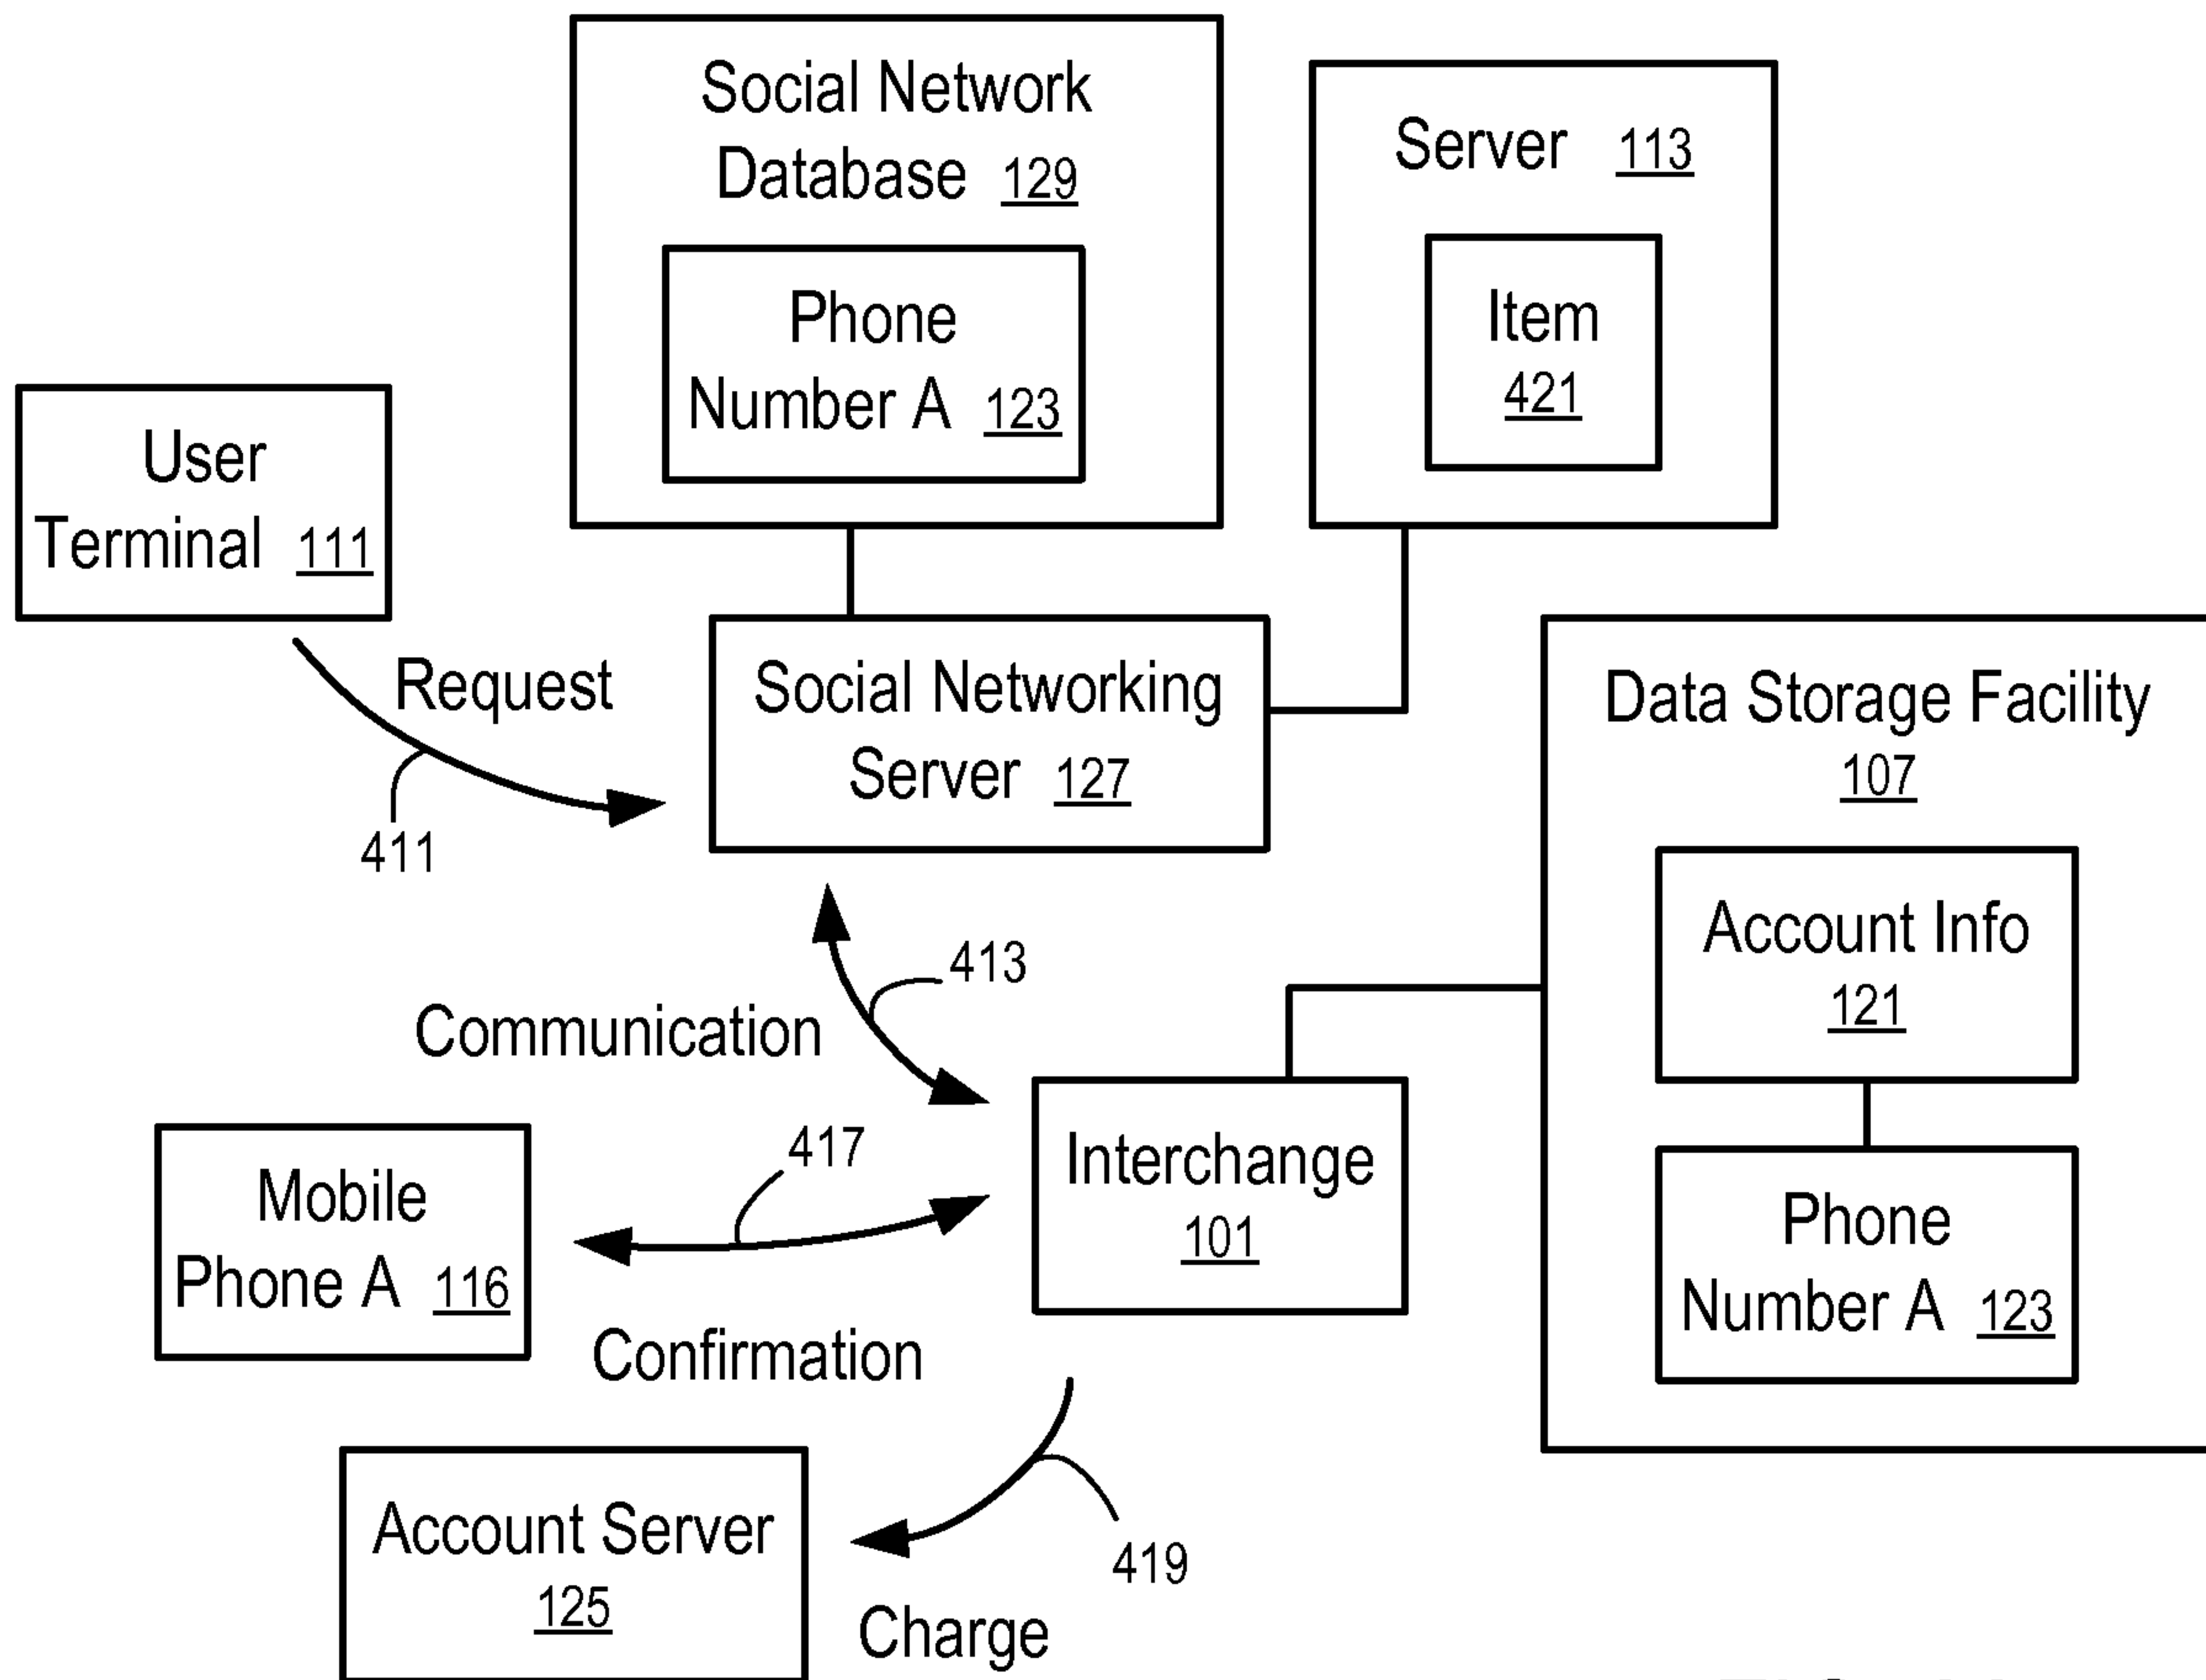 Social Network
Database 129
Phone
Number A 123
Server 113
Item
421
User
Terminal 111
Request
411
Social Networking
Server 127
Data Storage Facility
107
Account Info
121
Phone
Number A 123
413
Communication
Interchange
101
417
Mobile
Phone A 116
Confirmation
Account Server
125
419
Charge